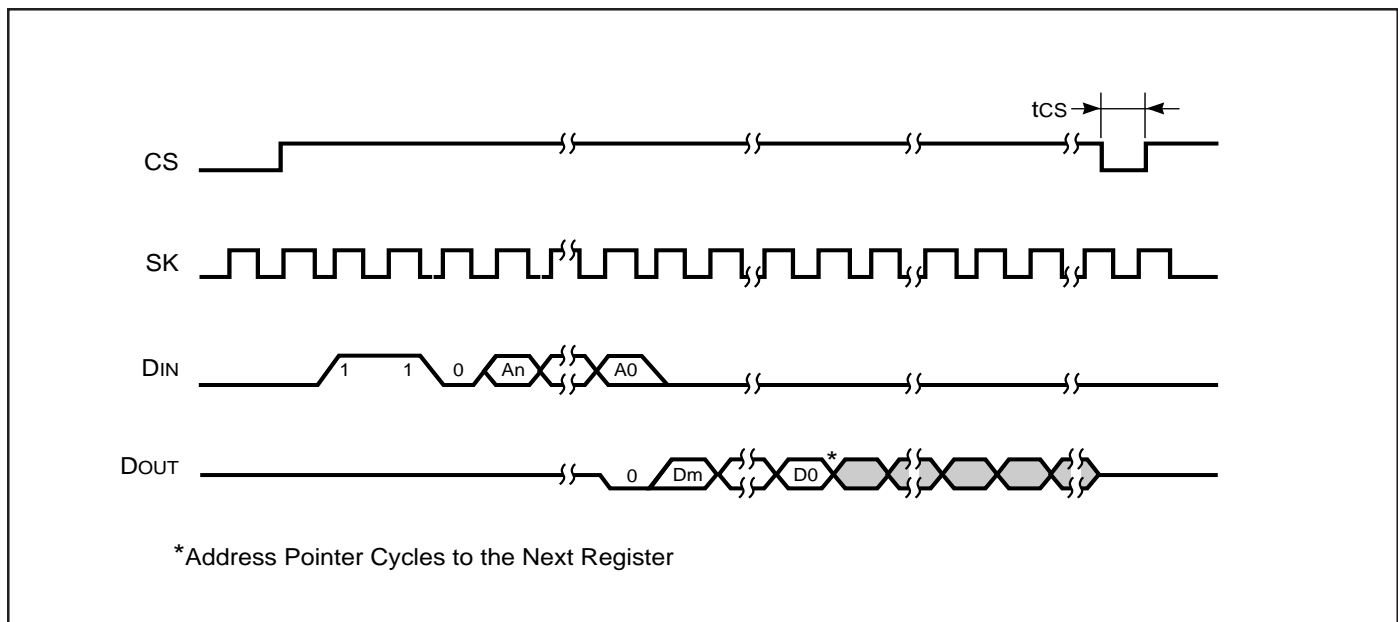 tCS
CS
SK
DIN
1 1 0 An A0
DOUT
0 Dm D0 *
*Address Pointer Cycles to the Next Register